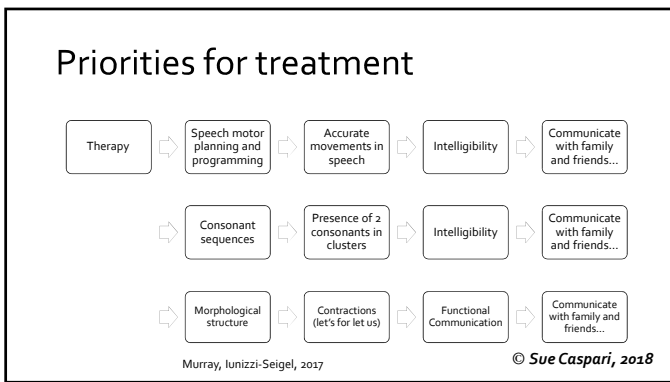 Priorities for treatment
Therapy
Speech motor
planning and
programming
Accurate
movements in
speech
Intelligibility
Communicate
with family
and friends...
Consonant
sequences
Presence of 2
consonants in
clusters
Intelligibility
Communicate
with family
and friends...
Morphological
structure
Contractions
(let's for let us)
Functional
Communication
Communicate
with family and
friends...
Murray, Iunizzi-Seigel, 2017
© Sue Caspari, 2018